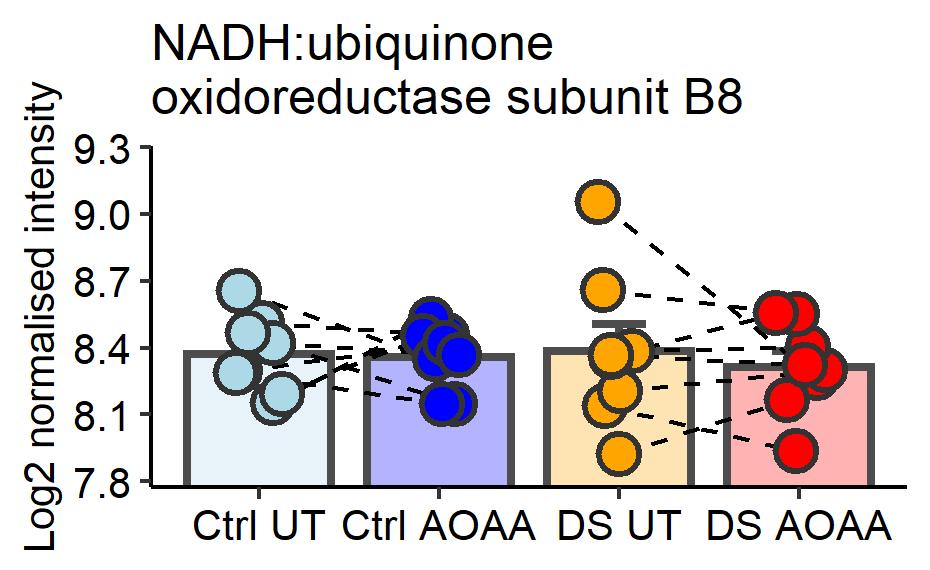 NADH:ubiquinone
oxidoreductase subunit B8
Log2 normalised intensity
9.3
9.0
8.7
8.4
8.1
7.8
Ctrl UT Ctrl AOAA DS UT DS AOAA